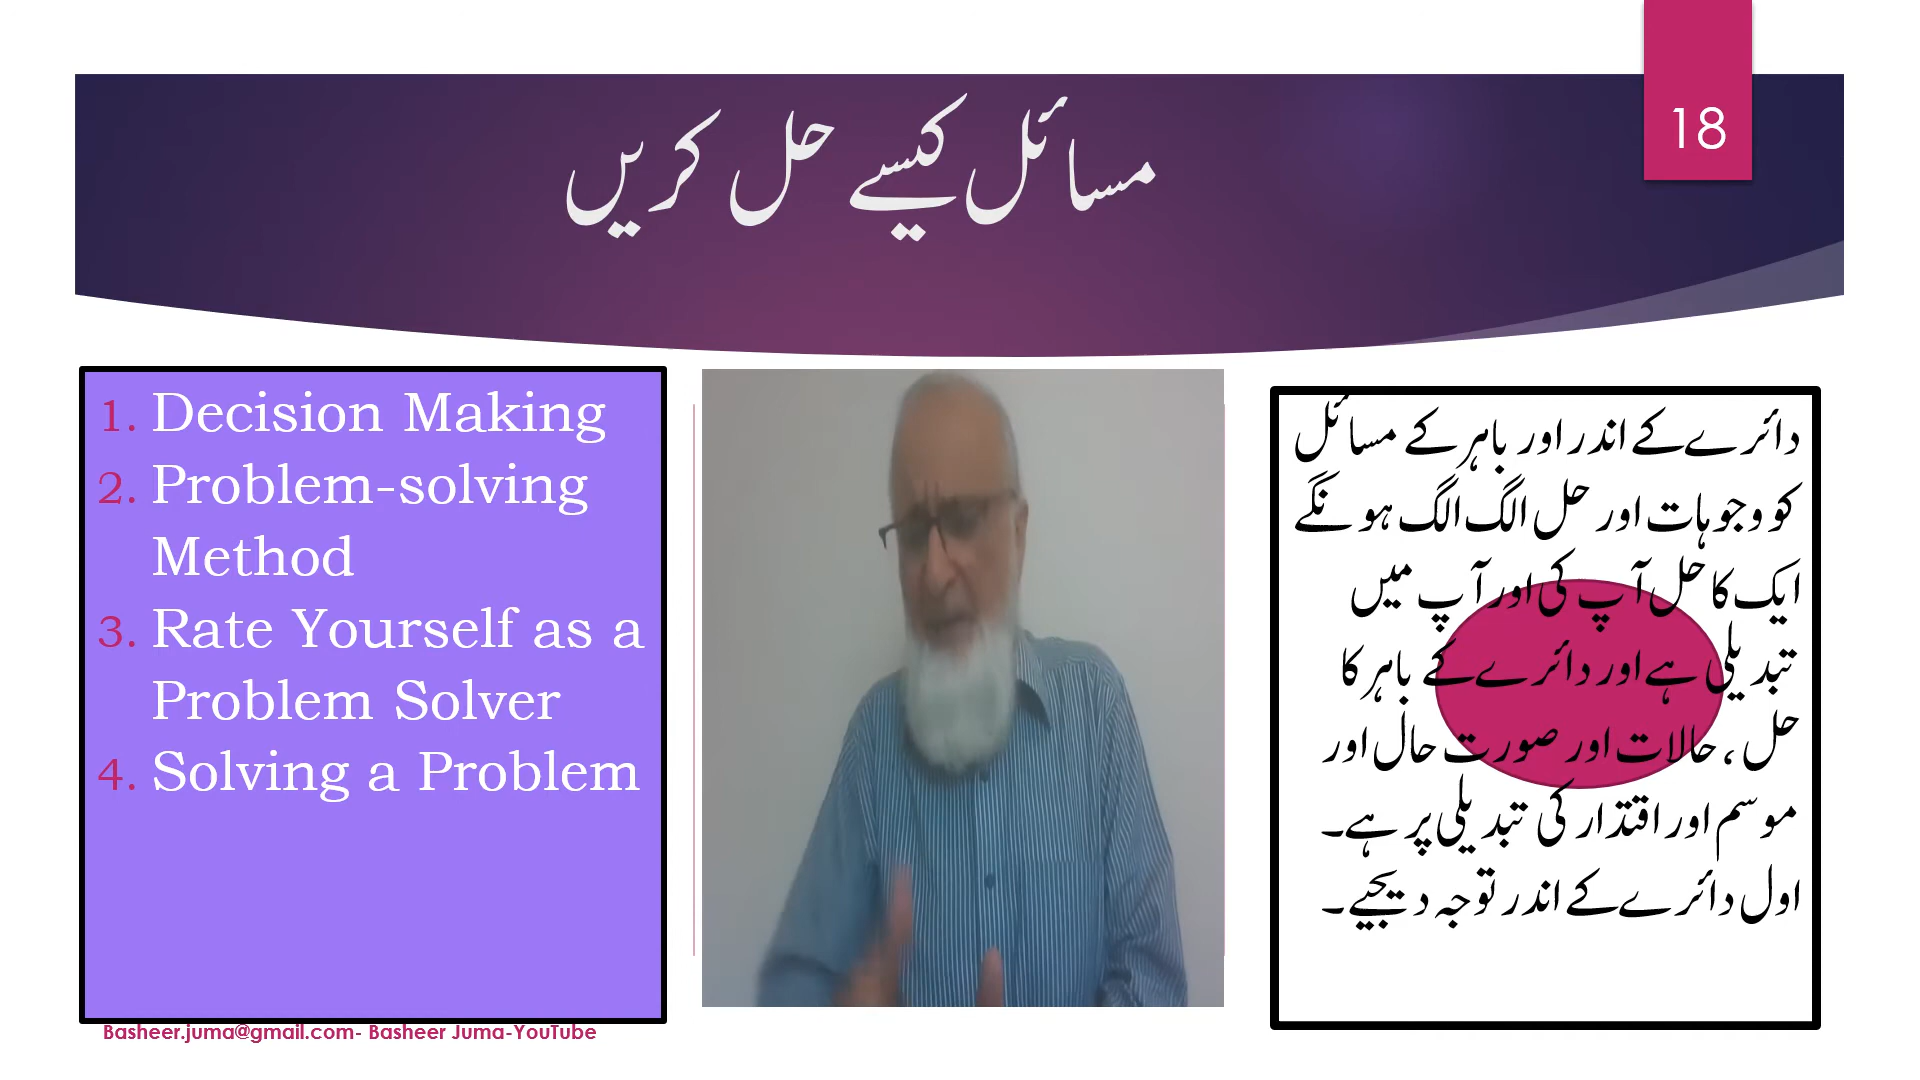 18
مسائل کیسے حل کریں
1. Decision Making
2. Problem-solving
Method
3. Rate Yourself as a
Problem Solver
4. Solving a Problem
دائرے کے اندر اور باہر کے مسائل
کو وجوہات اور حل الگ الگ ہونگے
ایک کا حل آپ کی اور آپ میں
تبدیلی ہے اور دائرے کے باہر کا
حل ، حالات اور صورت حال اور
موسم اور اقتدار کی تبدیلی پر ہے۔
اول دائرے کے اندر توجہ دیجیے۔
Basheer.juma@gmail.com- Basheer Juma-YouTube